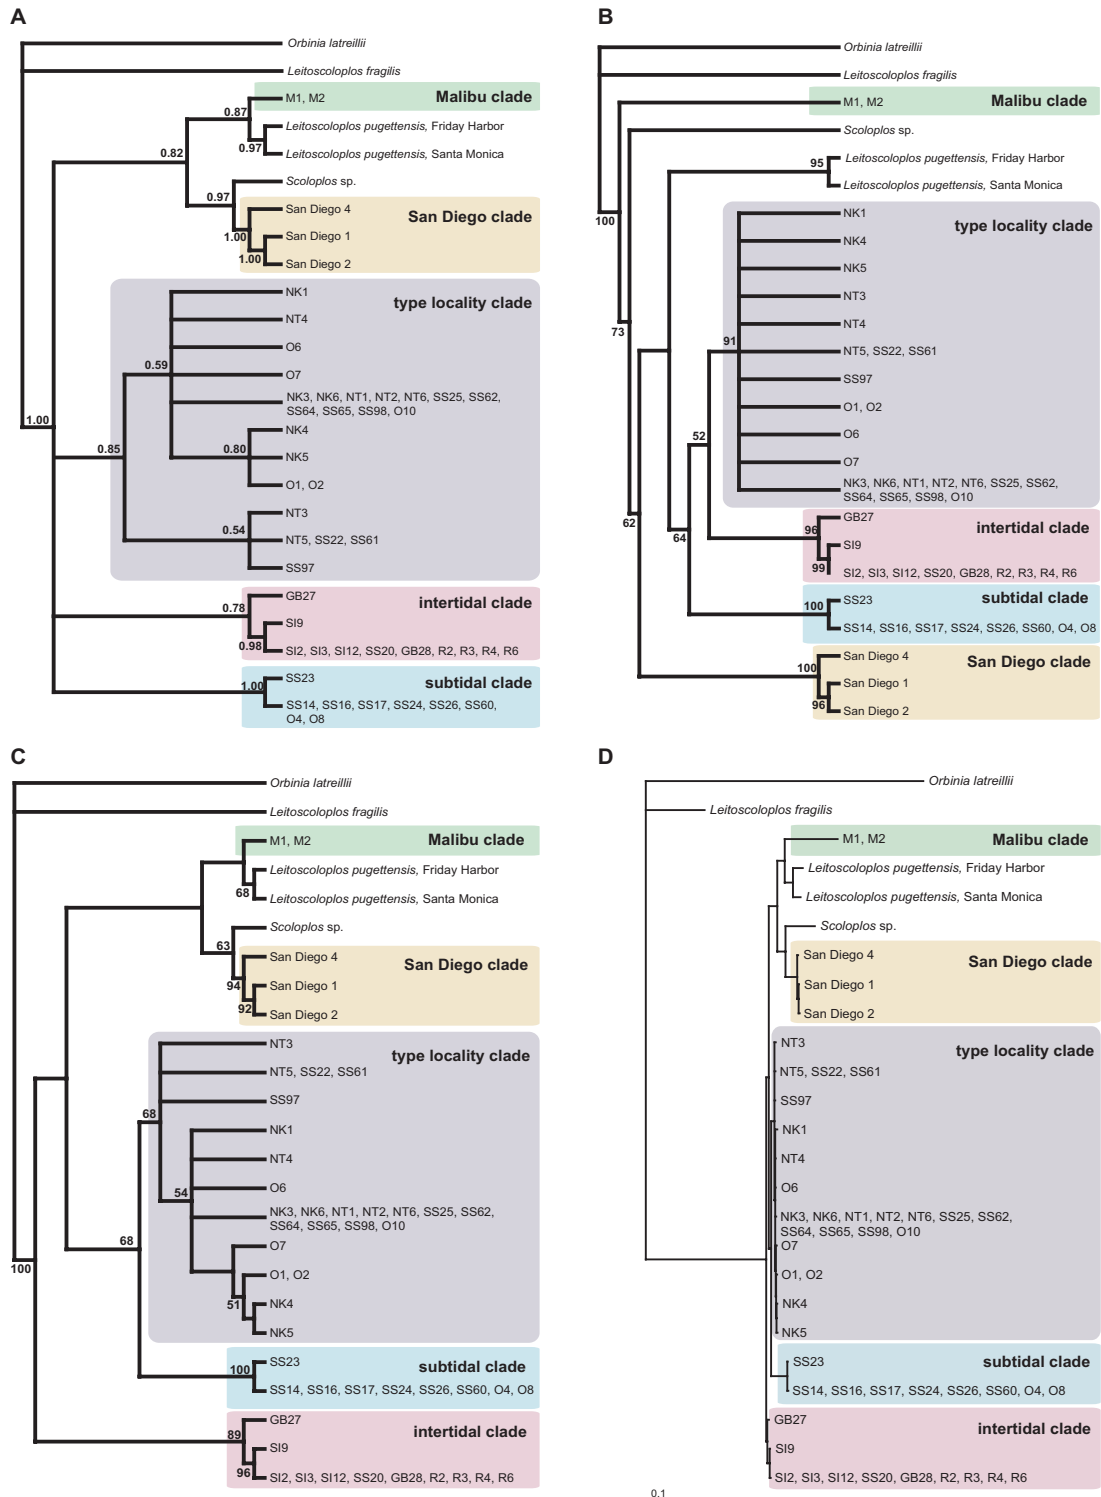 A
Orbinia latreillii
Leitoscoloplos fragilis
M1, M2
Malibu clade
0.87
Leitoscoloplos pugettensis, Friday Harbor
0.97
Leitoscoloplos pugettensis, Santa Monica
0.82
Scoloplos sp.
0.97
San Diego 4
San Diego clade
1.00
San Diego 1
1.00
San Diego 2
NK1
type locality clade
NT4
O6
0.59
O7
NK3, NK6, NT1, NT2, NT6, SS25, SS62,
SS64, SS65, SS98, O10
1.00
NK4
0.85
0.80
NK5
O1, O2
NT3
0.54
NT5, SS22, SS61
SS97
GB27
intertidal clade
0.78
SI9
0.98
SI2, SI3, SI12, SS20, GB28, R2, R3, R4, R6
SS23
subtidal clade
1.00
SS14, SS16, SS17, SS24, SS26, SS60,
O4, O8
B
Orbinia latreillii
Leitoscoloplos fragilis
M1, M2
Malibu clade
Scoloplos sp.
95
Leitoscoloplos pugettensis, Friday Harbor
Leitoscoloplos pugettensis, Santa Monica
100
NK1
type locality clade
NK4
NK5
NT3
NT4
73
91
NT5, SS22, SS61
SS97
O1, O2
52
O6
O7
NK3, NK6, NT1, NT2, NT6, SS25, SS62,
SS64, SS65, SS98, O10
62
64
GB27
intertidal clade
96
SI9
99
SI2, SI3, SI12, SS20, GB28, R2, R3, R4, R6
SS23
subtidal clade
100
SS14, SS16, SS17, SS24, SS26, SS60, O4, O8
San Diego 4
San Diego clade
100
San Diego 1
96
San Diego 2
C
Orbinia latreillii
Leitoscoloplos fragilis
M1, M2
Malibu clade
Leitoscoloplos pugettensis, Friday Harbor
68
Leitoscoloplos pugettensis, Santa Monica
Scoloplos sp.
63
San Diego 4
San Diego clade
94
San Diego 1
92
San Diego 2
NT3
type locality clade
NT5, SS22, SS61
68
SS97
NK1
NT4
54
O6
NK3, NK6, NT1, NT2, NT6, SS25, SS62,
SS64, SS65, SS98, O10
68
O7
100
O1, O2
51
NK4
NK5
SS23
subtidal clade
100
SS14, SS16, SS17, SS24, SS26, SS60, O4, O8
GB27
intertidal clade
89
SI9
96
SI2, SI3, SI12, SS20, GB28, R2, R3, R4, R6
D
Orbinia latreillii
Leitoscoloplos fragilis
M1, M2
Malibu clade
Leitoscoloplos pugettensis, Friday Harbor
Leitoscoloplos pugettensis, Santa Monica
Scoloplos sp.
San Diego 4
San Diego clade
San Diego 1
San Diego 2
NT3
type locality clade
NT5, SS22, SS61
SS97
NK1
NT4
O6
NK3, NK6, NT1, NT2, NT6, SS25, SS62,
SS64, SS65, SS98, O10
O7
O1, O2
NK4
NK5
SS23
subtidal clade
SS14, SS16, SS17, SS24, SS26, SS60, O4, O8
GB27
intertidal clade
SI9
SI2, SI3, SI12, SS20, GB28, R2, R3, R4, R6
0.1